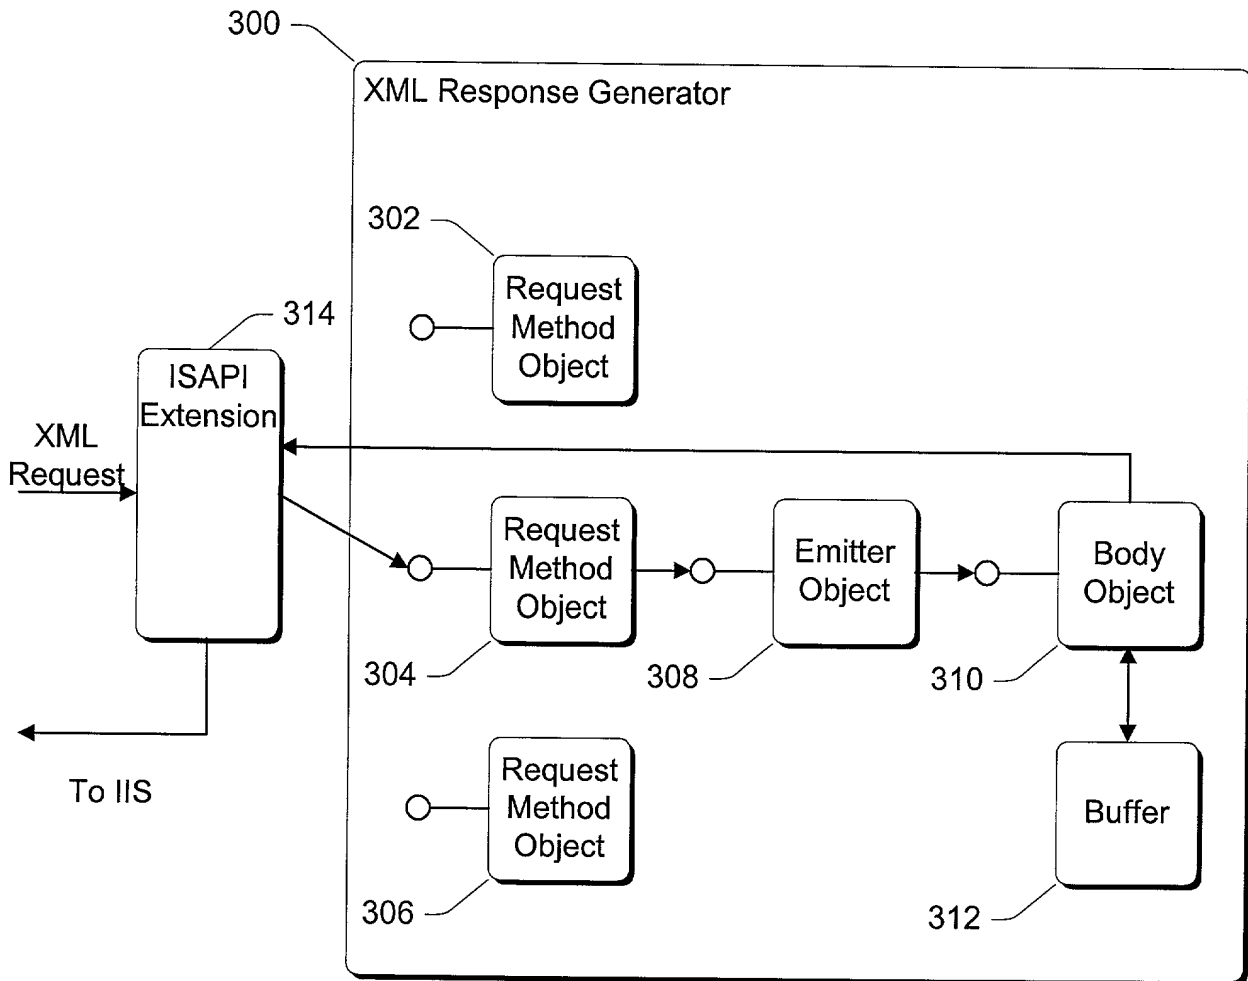 300
XML Response Generator
302
Request
Method
Object
314
ISAPI
Extension
XML
Request
Request
Method
Object
304
Emitter
Object
308
Body
Object
310
To IIS
Request
Method
Object
306
Buffer
312